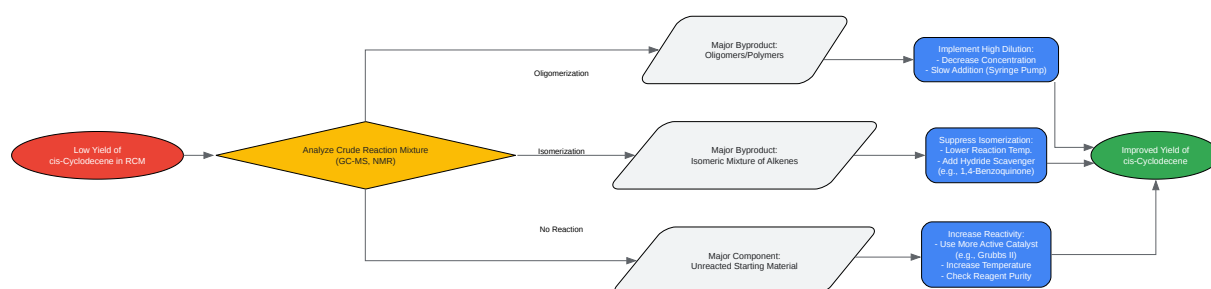 Low Yield of
cis-Cyclodecene in RCM
Analyze Crude Reaction Mixture
(GC-MS, NMR)
Oligomerization
Isomerization
No Reaction
Major Byproduct:
Oligomers/Polymers
Major Byproduct:
Isomeric Mixture of Alkenes
Major Component:
Unreacted Starting Material
Implement High Dilution:
- Decrease Concentration
- Slow Addition (Syringe Pump)
Suppress Isomerization:
- Lower Reaction Temp.
- Add Hydride Scavenger
(e.g., 1,4-Benzoquinone)
Increase Reactivity:
- Use More Active Catalyst
(e.g., Grubbs II)
- Increase Temperature
- Check Reagent Purity
Improved Yield of
cis-Cyclodecene